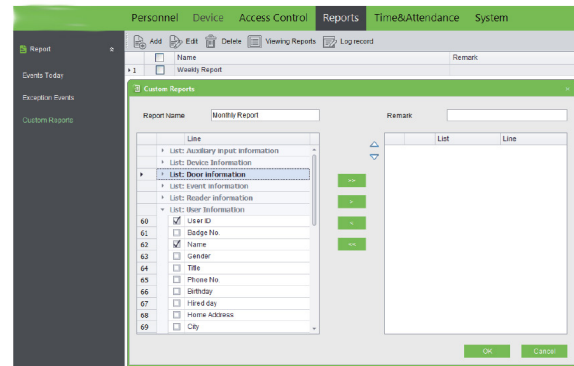 Personnel Device Access Control Reports Time&Attendance System
Report
Add Edit Delete Viewing Reports Log record
Name Remark
1 Weekly Report
Events Today
Exception Events
Custom Reports
Custom Reports
Report Name Monthly Report Remark
Line List Line
List: Auxiliary input information
List: Device Information
List: Door information
List: Event information
List: Reader information
List: User Information
60 User ID
61 Badge No.
62 Name
63 Gender
64 Title
65 Phone No
66 Birthday
67 Hired day
68 Home Address
69 City
>>
>
<
<<
OK Cancel